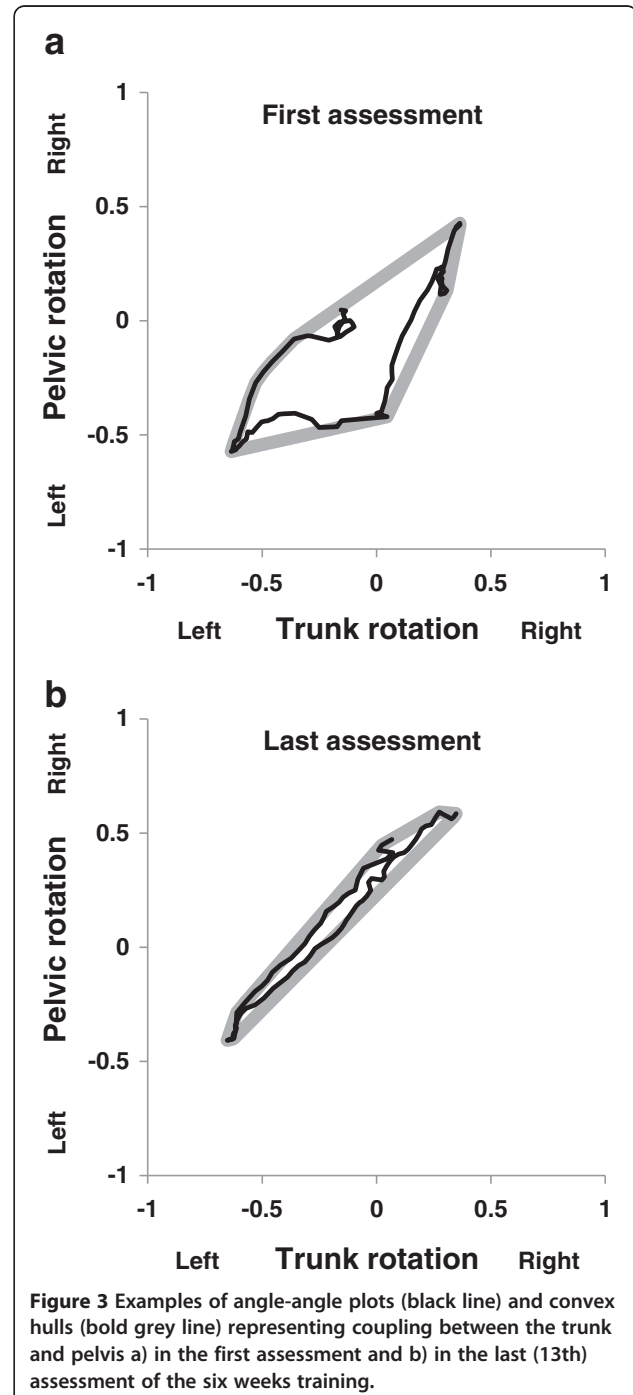 a
First assessment
1
0.5
0
-0.5
-1
Right
Pelvic rotation
Left
-1 -0.5 0 0.5 1
Left Trunk rotation Right
b
Last assessment
1
0.5
0
-0.5
-1
Right
Pelvic rotation
Left
-1 -0.5 0 0.5 1
Left Trunk rotation Right
Figure 3 Examples of angle-angle plots (black line) and convex
hulls (bold grey line) representing coupling between the trunk
and pelvis a) in the first assessment and b) in the last (13th)
assessment of the six weeks training.